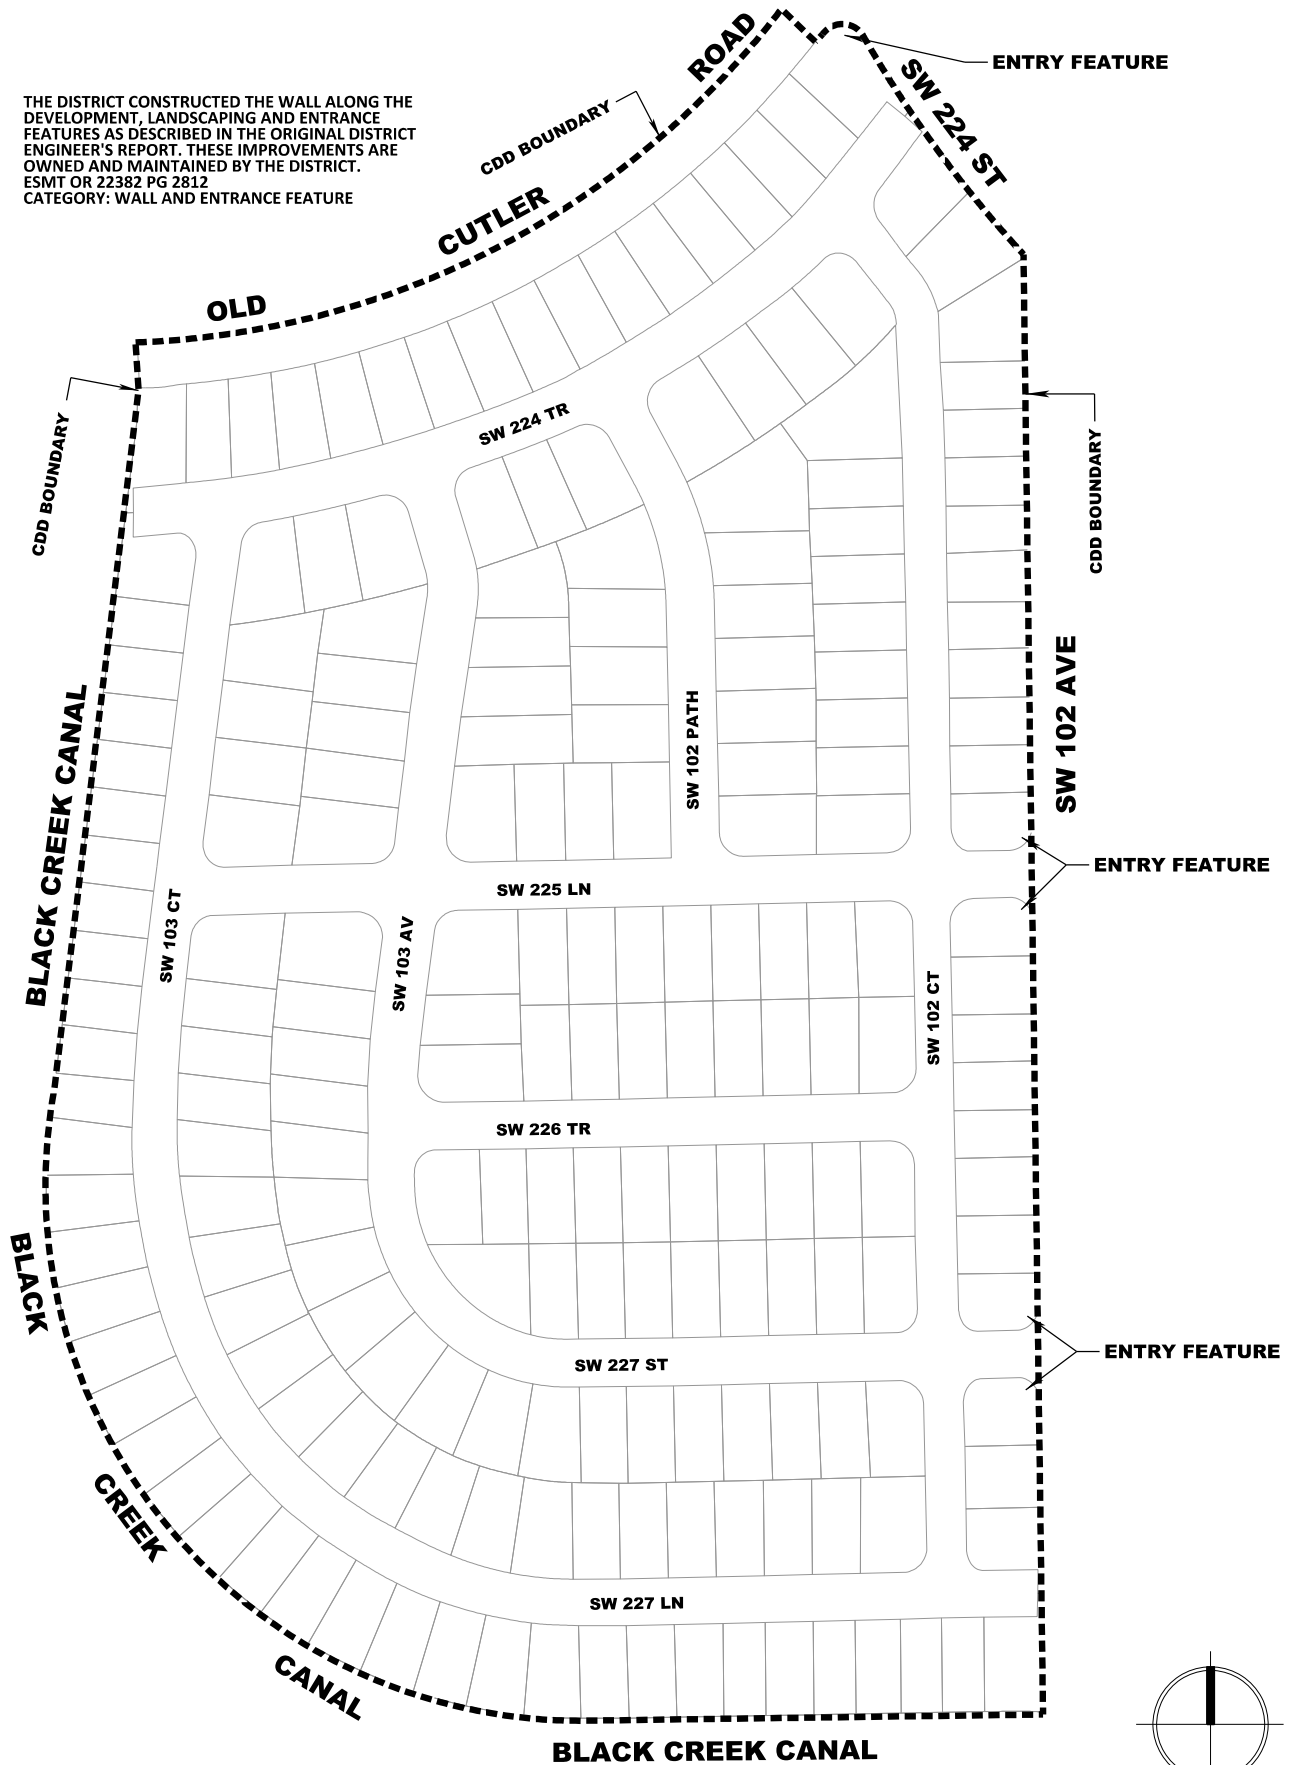 ENTRY FEATURE
OLD CUTLER ROAD
SW 224 ST
THE DISTRICT CONSTRUCTED THE WALL ALONG THE
DEVELOPMENT, LANDSCAPING AND ENTRANCE
FEATURES AS DESCRIBED IN THE ORIGINAL DISTRICT
ENGINEER'S REPORT. THESE IMPROVEMENTS ARE
OWNED AND MAINTAINED BY THE DISTRICT.
ESMT OR 22382 PG 2812
CATEGORY: WALL AND ENTRANCE FEATURE
CDD BOUNDARY
CDD BOUNDARY
CDD BOUNDARY
SW 224 TR
SW 102 PATH
SW 102 AVE
BLACK CREEK CANAL
ENTRY FEATURE
SW 225 LN
SW 103 CT
SW 103 AV
SW 102 CT
SW 226 TR
BLACK CREEK CANAL
ENTRY FEATURE
SW 227 ST
SW 227 LN
BLACK CREEK CANAL